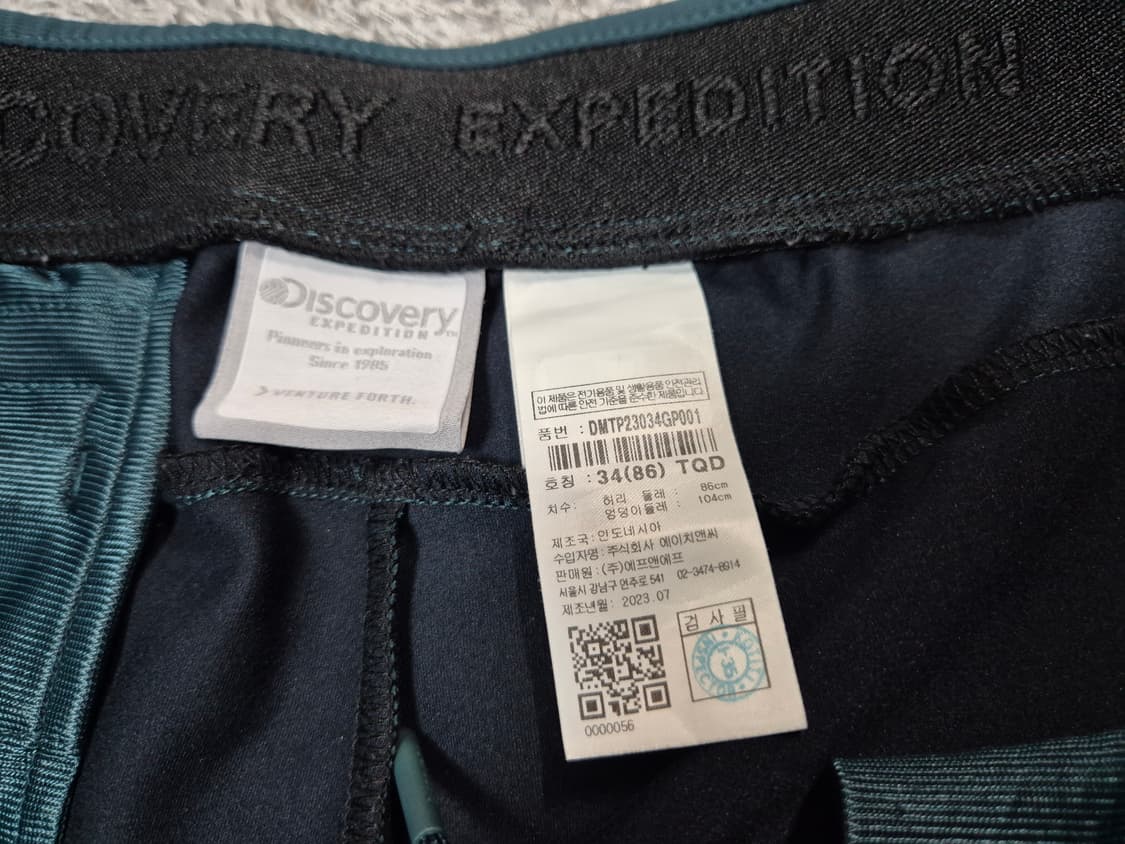 COVERY EXPEDITION
DISCOVERY
EXPEDITION
TM
Pioneers in exploration
Since 1985
VENTURE FORTH.
이 제품은 전기용품 및 생활용품 안전관리
법에 따른 안전 기준을 준수한 제품입니다
품번 : DMTP23034GP001
호칭 : 34(86) TQD
치수: 허리 둘레 : 86cm
엉덩이둘레 : 104cm
제조국: 인도네시아
수입자명: 주식회사 에이치앤씨
판매원 : (주)에프앤에프
서울시 강남구 언주로 541 02-3474-8914
제조년월: 2023.07
검사필
0000056